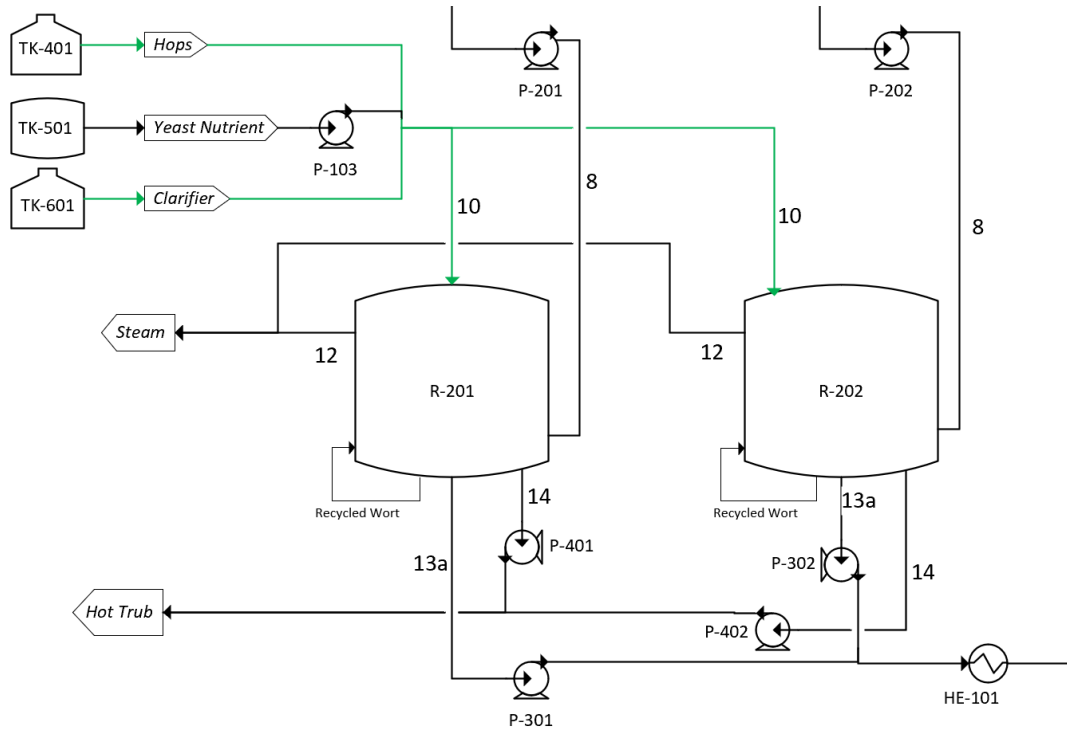 TK-401
Hops
P-201
P-202
TK-501
Yeast Nutrient
P-103
TK-601
Clarifier
8
10
10
8
Steam
12
12
R-201
R-202
Recycled Wort
Recycled Wort
14
13a
P-401
13a
P-302
14
Hot Trub
P-402
P-301
HE-101